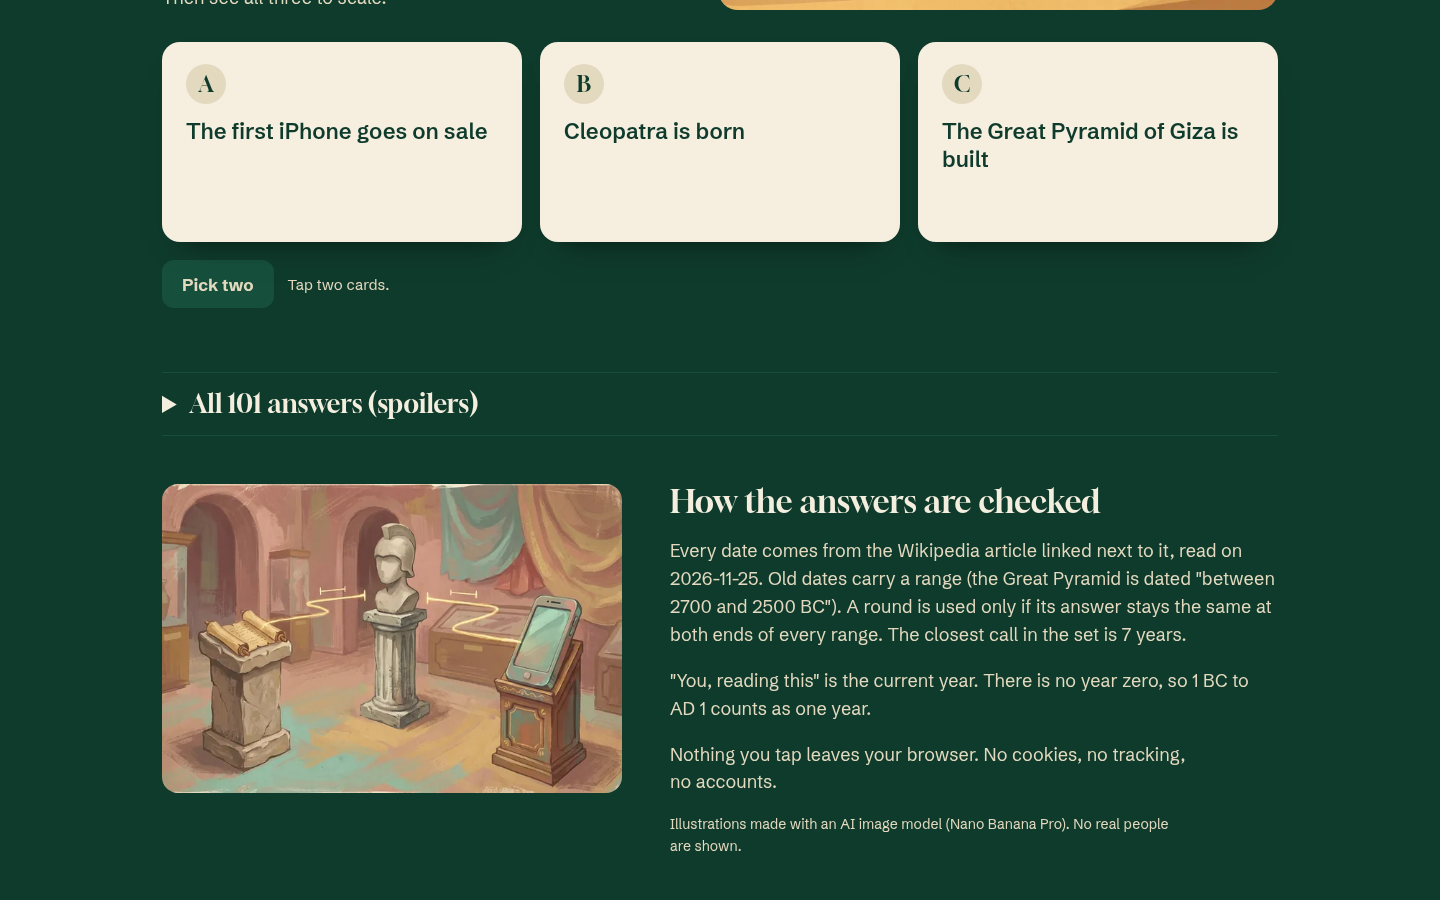 Then see all three to scale.
A
The first iPhone goes on sale
B
Cleopatra is born
C
The Great Pyramid of Giza is
built
Pick two
Tap two cards.
All 101 answers (spoilers)
How the answers are checked
Every date comes from the Wikipedia article linked next to it, read on
2026-11-25. Old dates carry a range (the Great Pyramid is dated "between
2700 and 2500 BC"). A round is used only if its answer stays the same at
both ends of every range. The closest call in the set is 7 years.
"You, reading this" is the current year. There is no year zero, so 1 BC to
AD 1 counts as one year.
Nothing you tap leaves your browser. No cookies, no tracking,
no accounts.
Illustrations made with an AI image model (Nano Banana Pro). No real people
are shown.